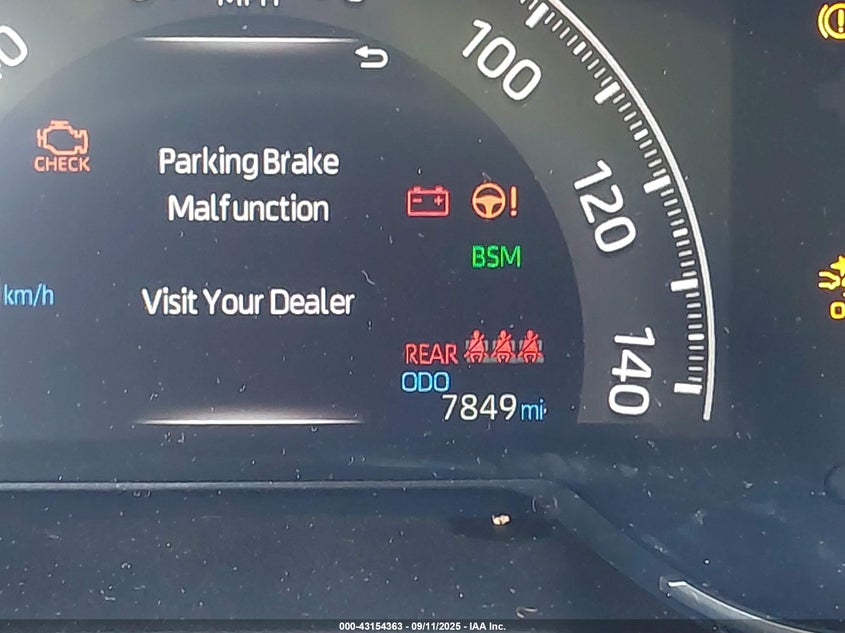 MPH
100
CHECK
Parking Brake
Malfunction
120
BSM
km/h
Visit Your Dealer
REAR
ODO
7849 mi
140
000-43154363 - 09/11/2025 - IAA Inc.